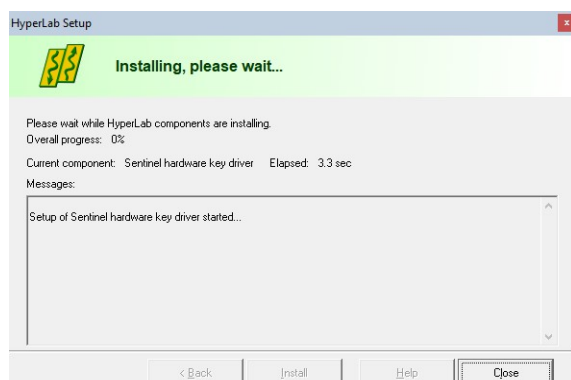 HyperLab Setup
Installing, please wait...
Please wait while HyperLab components are installing.
Overall progress: 0%
Current component: Sentinel hardware key driver Elapsed: 3.3 sec
Messages:
Setup of Sentinel hardware key driver started...
< Back Install Help Close